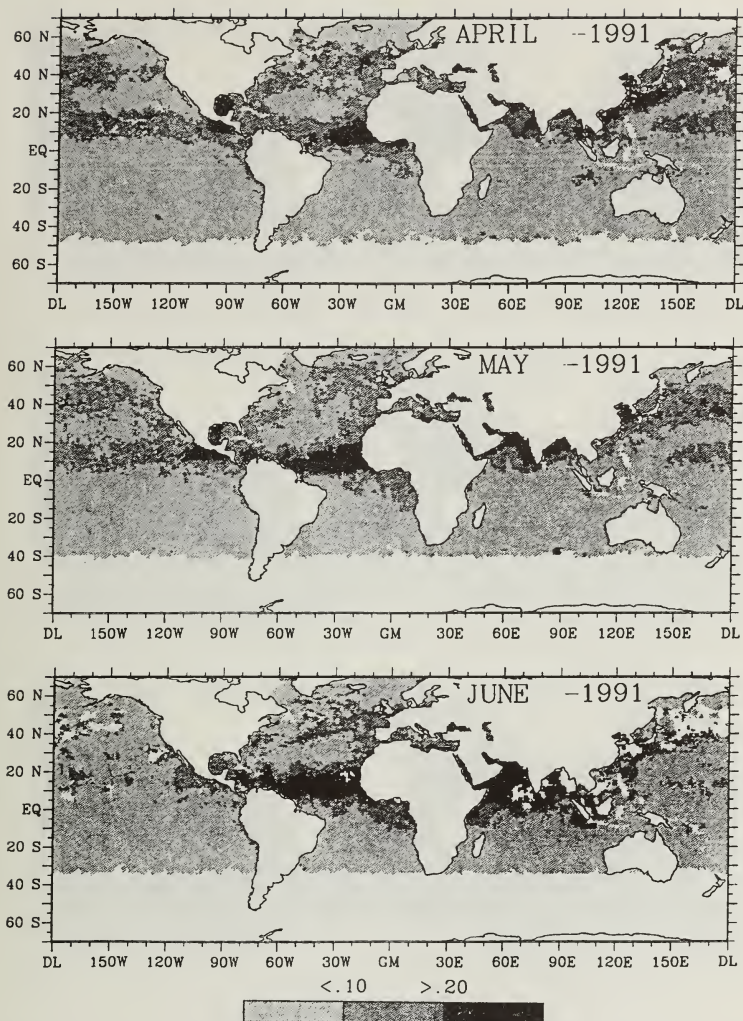 APRIL -1991
60 N
40 N
20 N
EQ
20 S
40 S
60 S
DL 150W 120W 90W 60W 30W GM 30E 60E 90E 120E 150E DL
MAY -1991
60 N
40 N
20 N
EQ
20 S
40 S
60 S
DL 150W 120W 90W 60W 30W GM 30E 60E 90E 120E 150E DL
JUNE -1991
60 N
40 N
20 N
EQ
20 S
40 S
60 S
DL 150W 120W 90W 60W 30W GM 30E 60E 90E 120E 150E DL
<.10 >.20